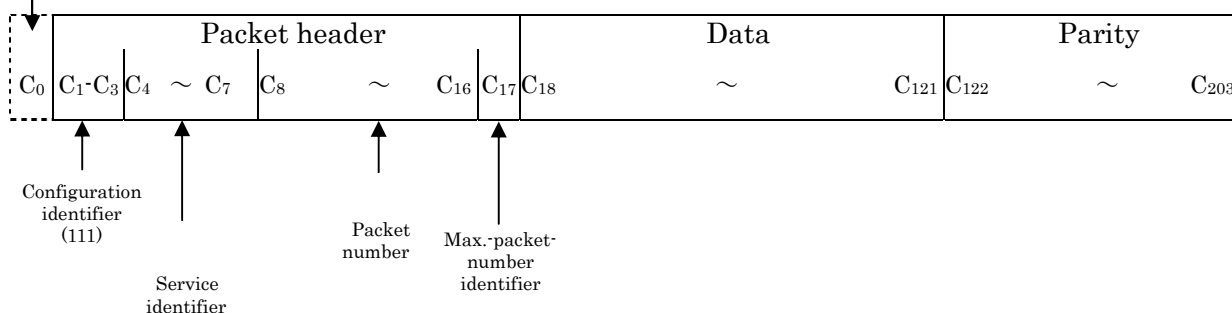 Packet header Data Parity
C₀ C₁-C₃ C₄ ～ C₇ C₈ ～ C₁₆ C₁₇ C₁₈ ～ C₁₂₁ C₁₂₂ ～ C₂₀₃
Configuration
identifier
(111)
Service
identifier
Packet
number
Max.-packet-
number
identifier